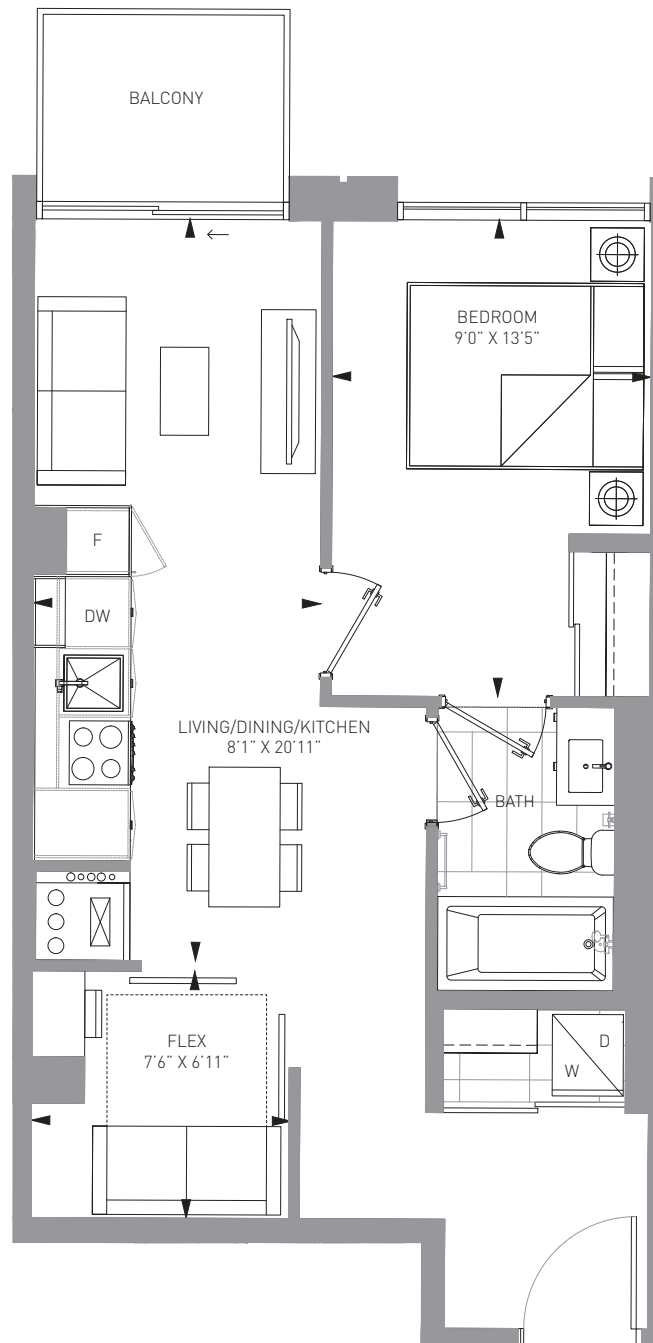 BALCONY
BEDROOM
9'0" X 13'5"
F
DW
LIVING/DINING/KITCHEN
8'1" X 20'11"
BATH
FLEX
7'6" X 6'11"
D
W